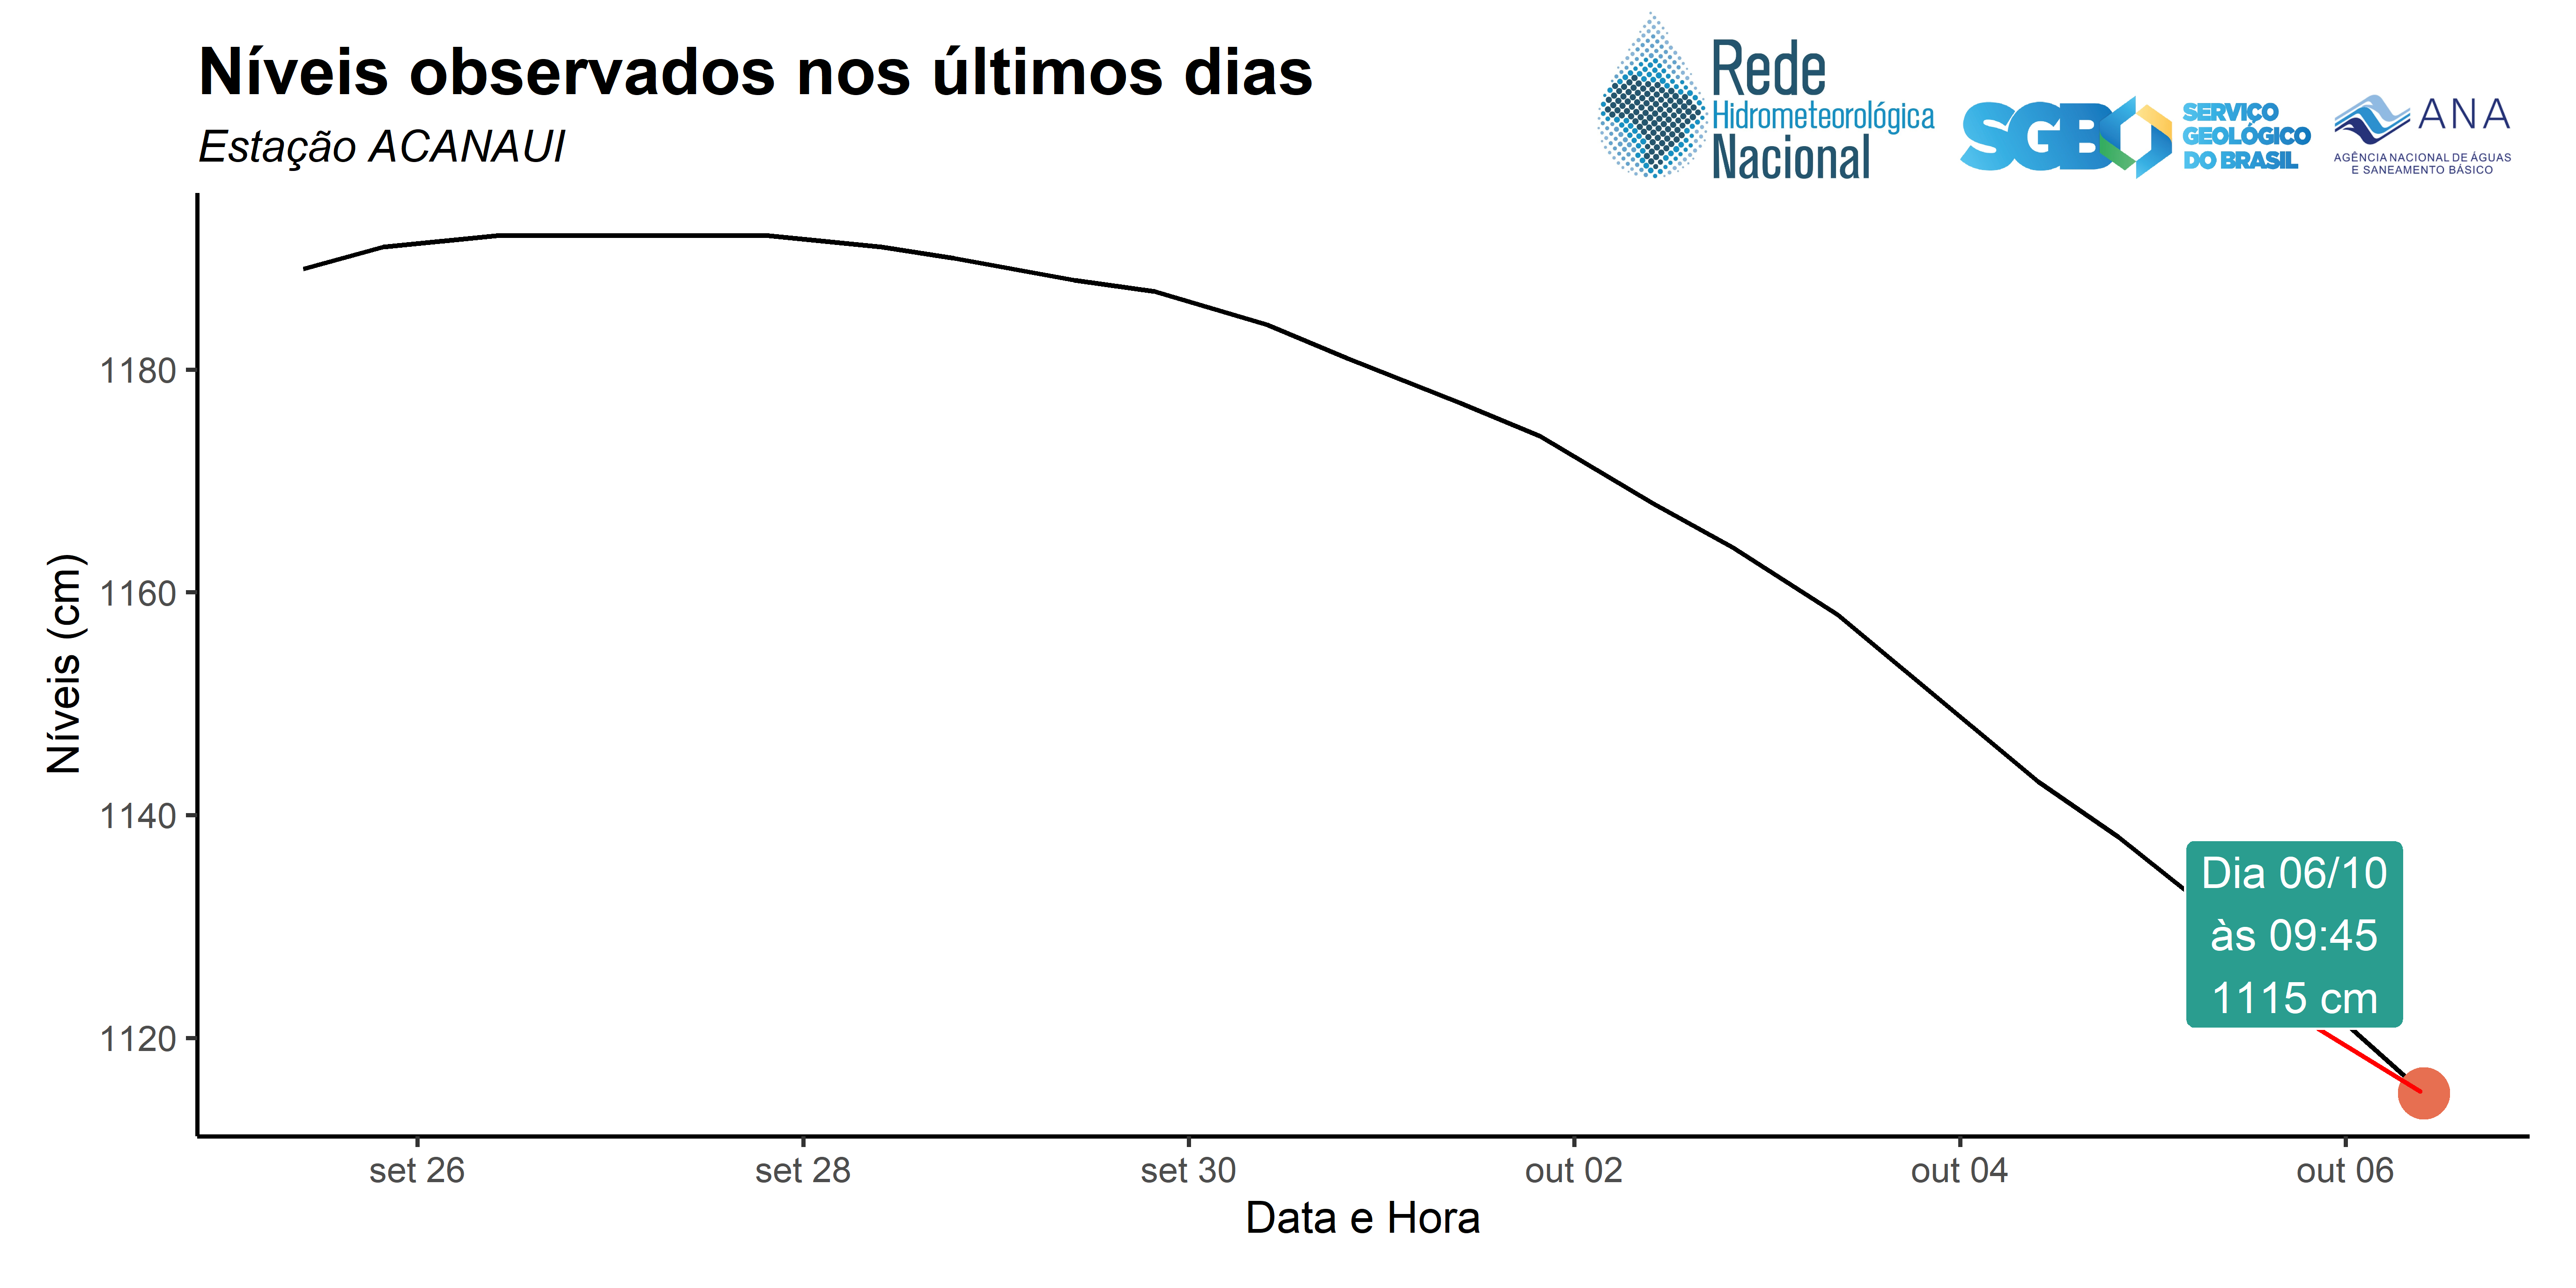 Níveis observados nos últimos dias
Estação ACANAUI
Rede
Hidrometeorológica
Nacional
SGB
SERVIÇO
GEOLÓGICO
DO BRASIL
ANA
AGÊNCIA NACIONAL DE ÁGUAS
E SANEAMENTO BÁSICO
Níveis (cm)
1180
1160
1140
1120
Dia 06/10
às 09:45
1115 cm
set 26
set 28
set 30
out 02
out 04
out 06
Data e Hora